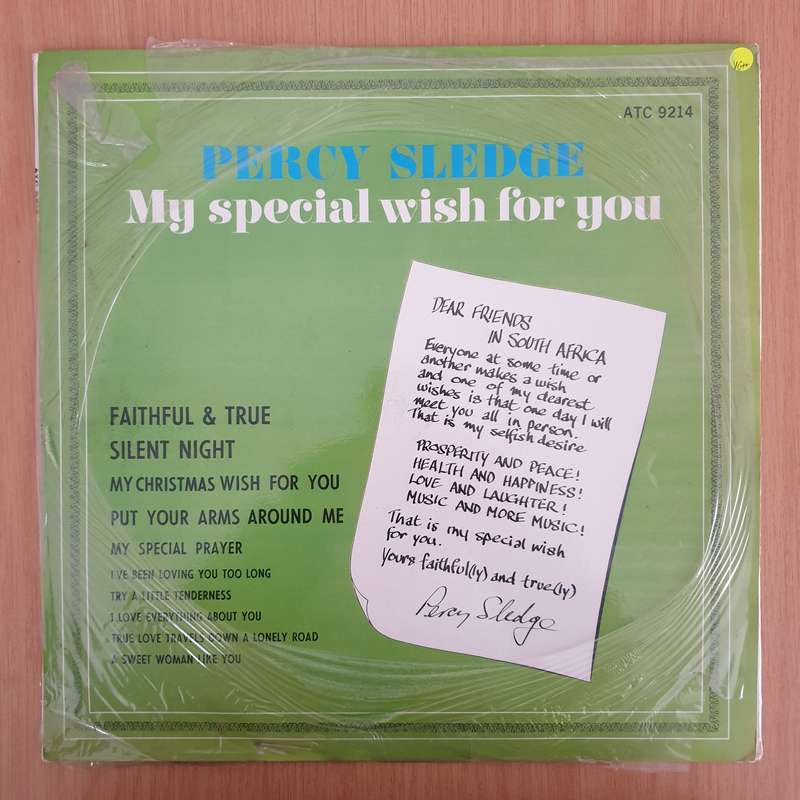 ATC 9214
PERCY SLEDGE
My special wish for you
DEAR FRIENDS
IN SOUTH AFRICA
Everyone at some time or
another makes a wish
and one of my dearest
wishes is that one day I will
meet you all in person.
That is my selfish desire
PROSPERITY AND PEACE!
HEALTH AND HAPPINESS!
LOVE AND LAUGHTER!
MUSIC AND MORE MUSIC!
That is my special wish
for you.
Yours faithful(ly) and true(ly)
Percy Sledge
FAITHFUL & TRUE
SILENT NIGHT
MY CHRISTMAS WISH FOR YOU
PUT YOUR ARMS AROUND ME
MY SPECIAL PRAYER
I'VE BEEN LOVING YOU TOO LONG
TRY A LITTLE TENDERNESS
I LOVE EVERYTHING ABOUT YOU
TRUE LOVE TRAVELS DOWN A LONELY ROAD
A SWEET WOMAN LIKE YOU